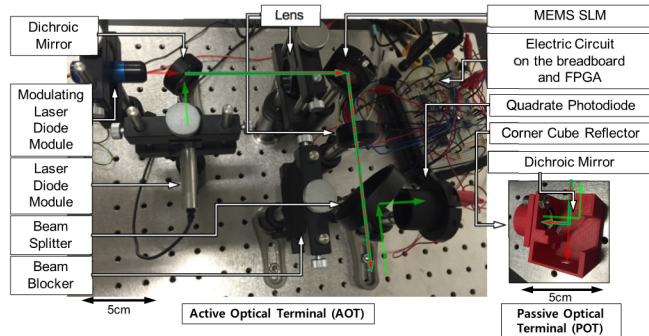 Dichroic
Mirror
Lens
MEMS SLM
Electric Circuit
on the breadboard
and FPGA
Modulating
Laser
Diode
Module
Quadrate Photodiode
Corner Cube Reflector
Dichroic Mirror
Laser
Diode
Module
Beam
Splitter
Beam
Blocker
5cm
Active Optical Terminal (AOT)
5cm
Passive Optical
Terminal (POT)